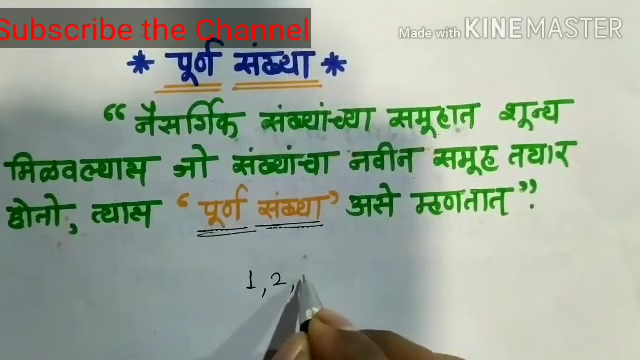 Subscribe the Channel
Made with KINEMASTER
* पूर्ण संख्या *
“ नैसर्गिक संख्यांच्या समूहात शून्य
मिळवल्यास जो संख्यांचा नवीन समूह तयार
होतो, त्यास ‘ पूर्ण संख्या ’ असे म्हणतात ”.
1, 2,